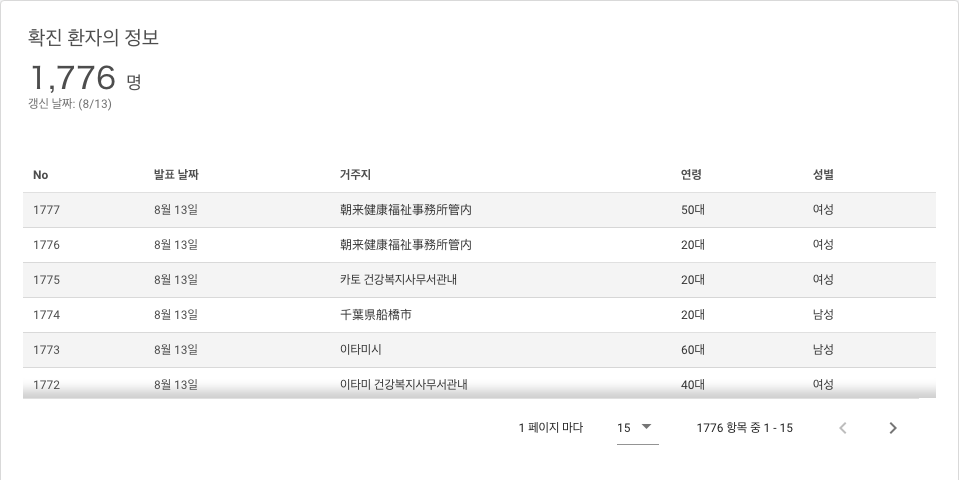 확진 환자의 정보
1,776 명
갱신 날짜: (8/13)
No 발표 날짜 거주지 연령 성별
1777 8월 13일 朝来健康福祉事務所管内 50대 여성
1776 8월 13일 朝来健康福祉事務所管内 20대 여성
1775 8월 13일 카토 건강복지사무서관내 20대 여성
1774 8월 13일 千葉県船橋市 20대 남성
1773 8월 13일 이타미시 60대 남성
1772 8월 13일 이타미 건강복지사무서관내 40대 여성
1 페이지 마다 15 1776 항목 중 1 - 15